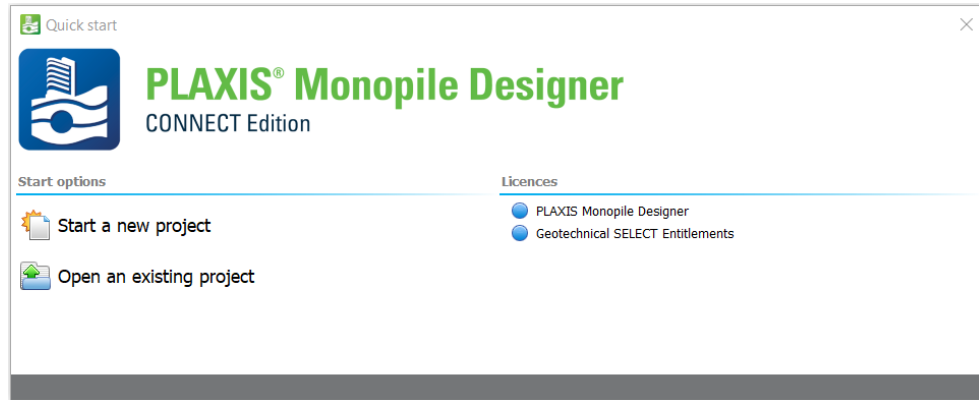 Quick start
PLAXIS® Monopile Designer
CONNECT Edition
Start options
Start a new project
Open an existing project
Licences
PLAXIS Monopile Designer
Geotechnical SELECT Entitlements